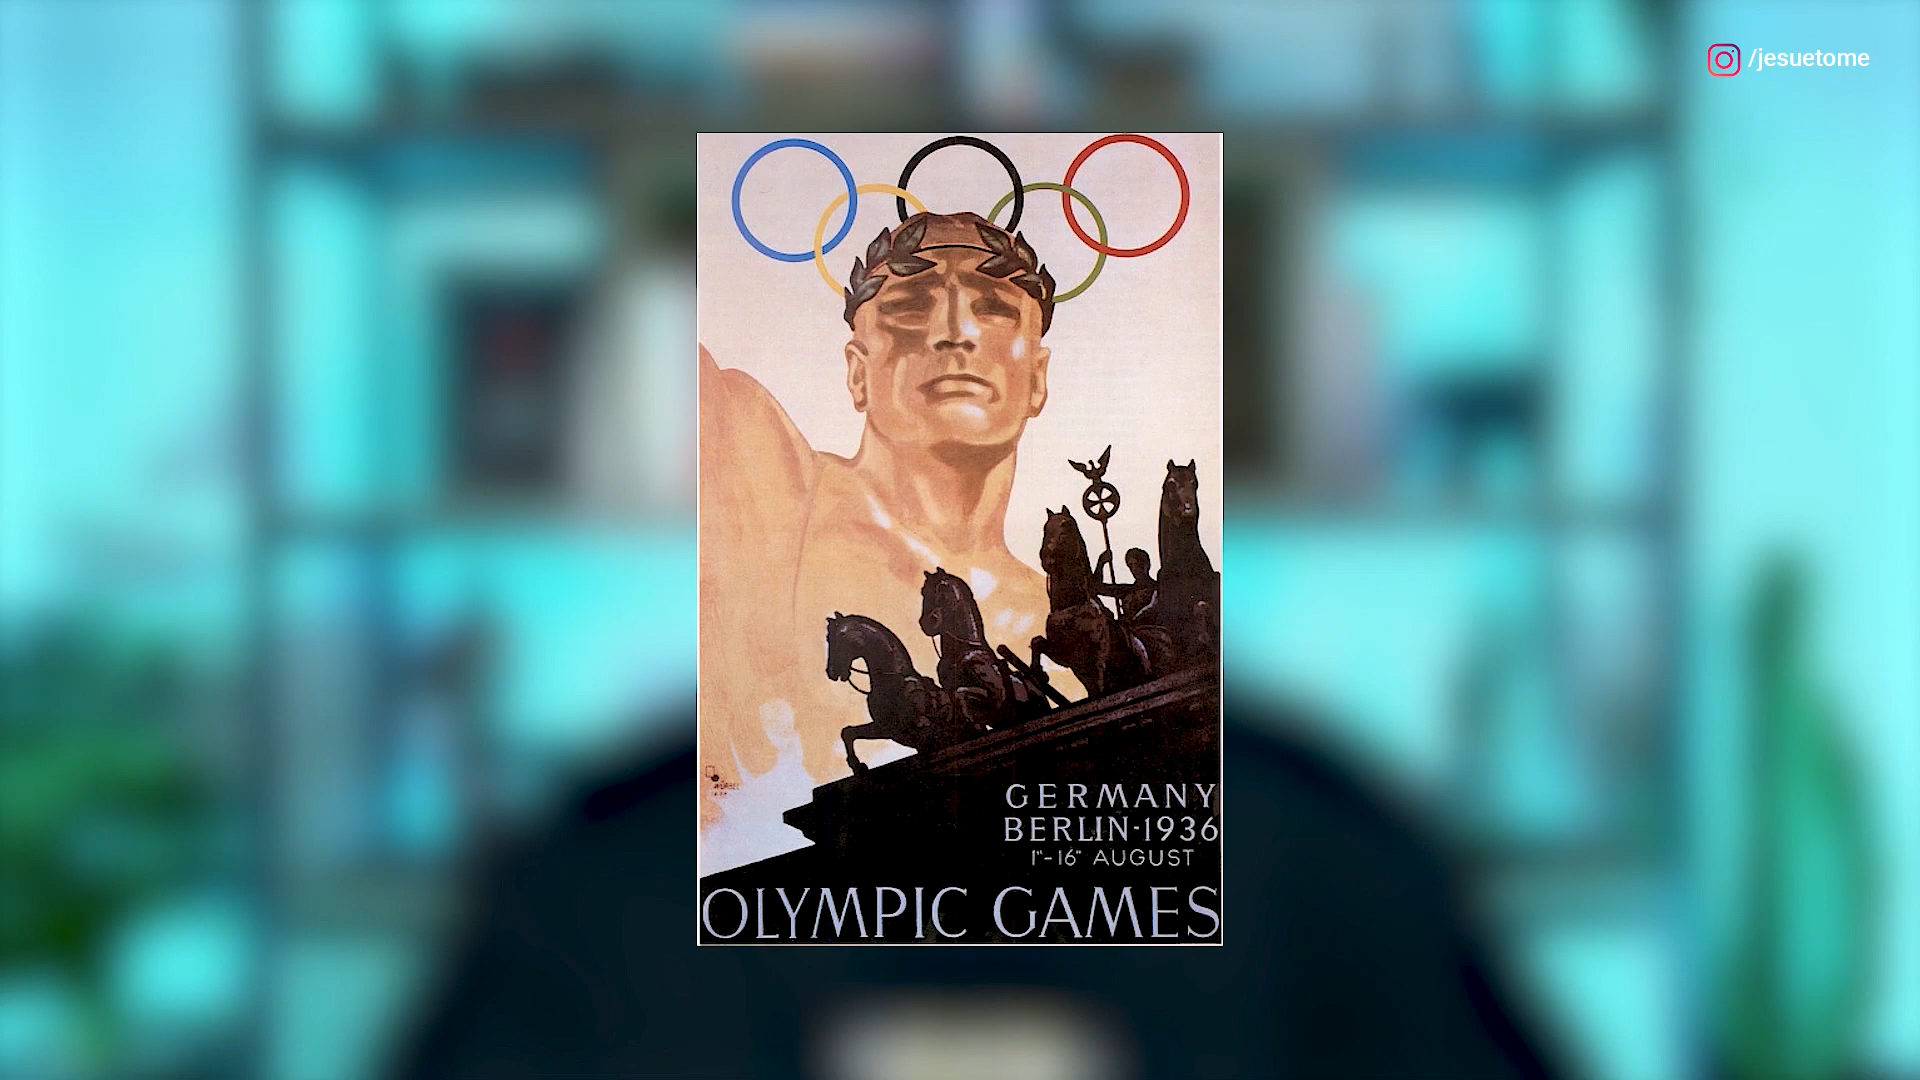 /jesuetome
GERMANY
BERLIN-1936
1st-16th AUGUST
OLYMPIC GAMES